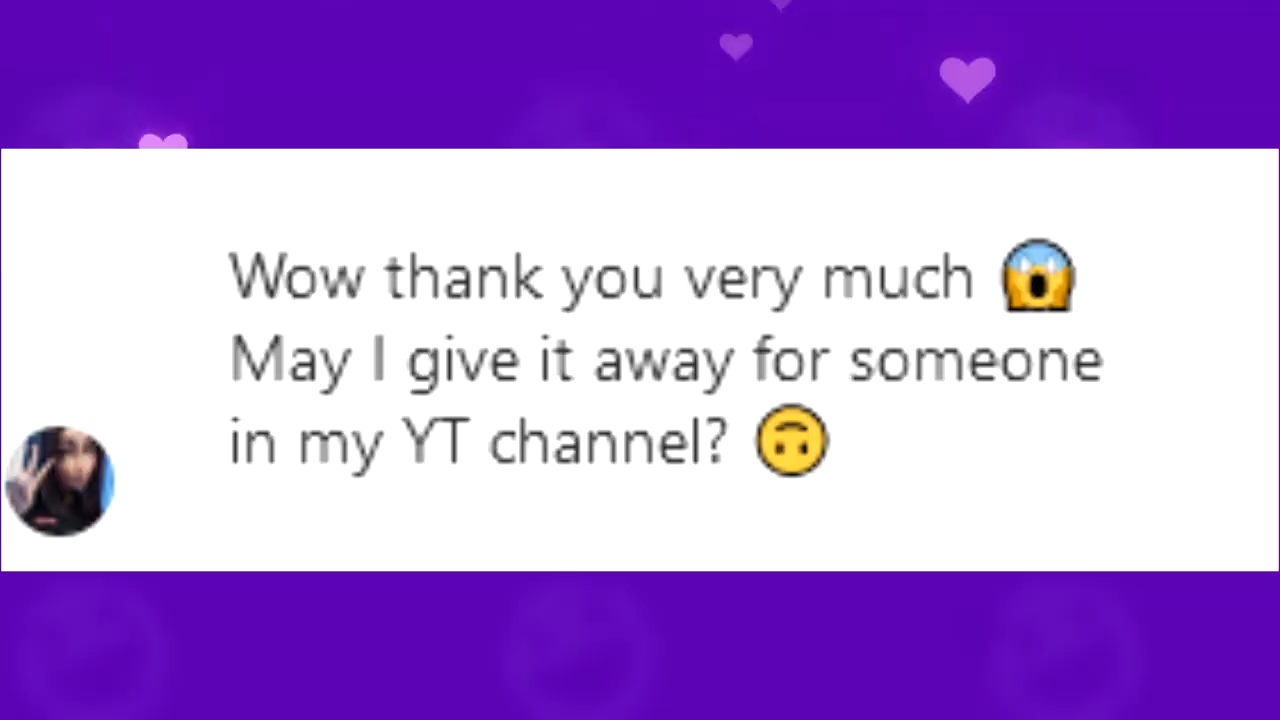 Wow thank you very much 😱
May I give it away for someone
in my YT channel? 🙃